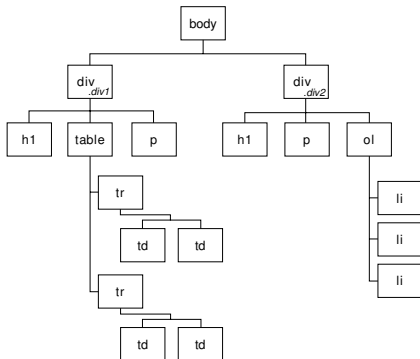 body
div
.div1
div
.div2
h1
table
p
h1
p
ol
tr
li
td
td
li
li
tr
td
td